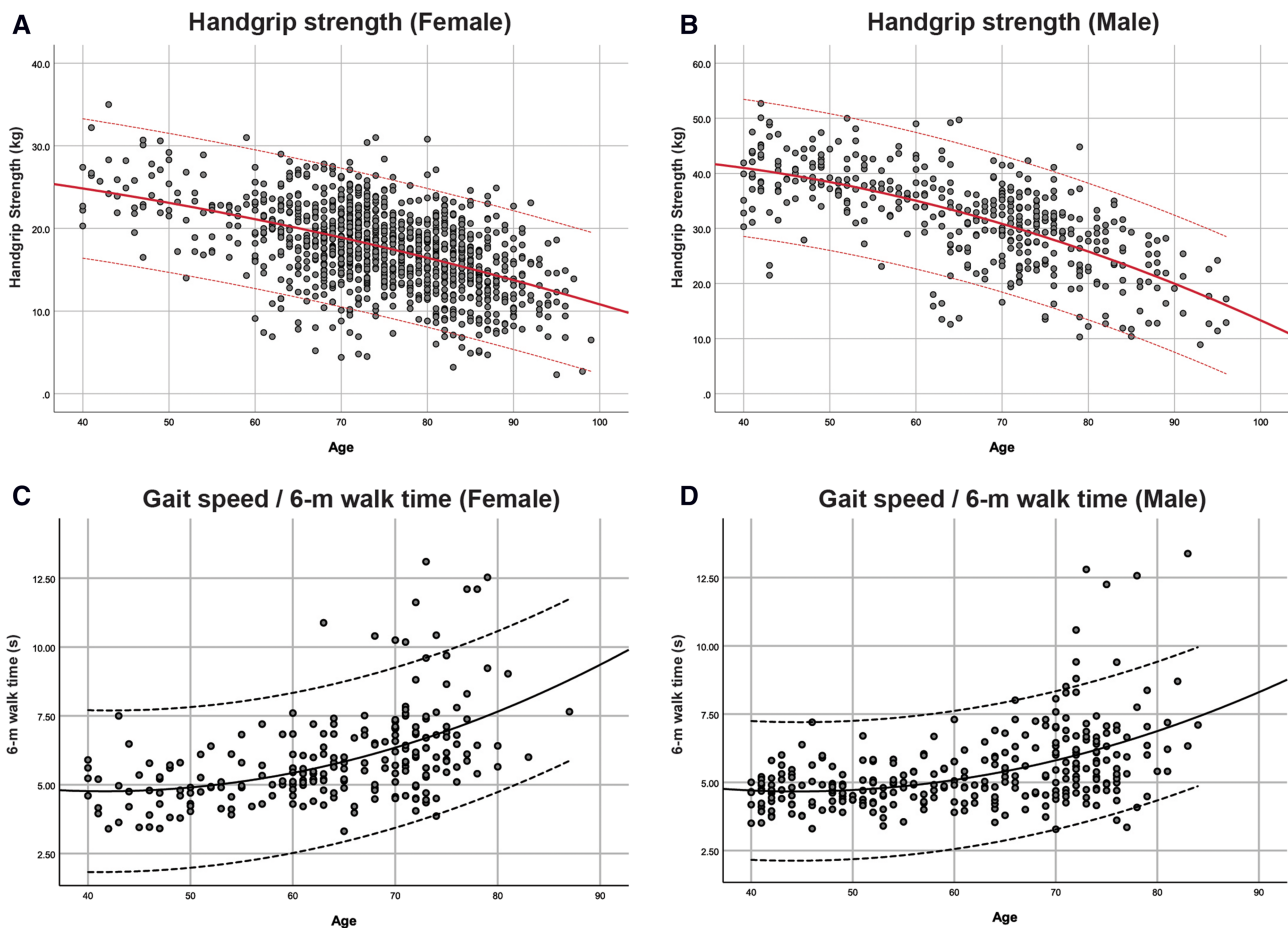 A
Handgrip strength (Female)
Handgrip Strength (kg)
40.0
30.0
20.0
10.0
.0
40 50 60 70 80 90 100
Age
B
Handgrip strength (Male)
Handgrip Strength (kg)
60.0
50.0
40.0
30.0
20.0
10.0
.0
40 50 60 70 80 90 100
Age
C
Gait speed / 6-m walk time (Female)
6-m walk time (s)
12.50
10.00
7.50
5.00
2.50
40 50 60 70 80 90
Age
D
Gait speed / 6-m walk time (Male)
6-m walk time (s)
12.50
10.00
7.50
5.00
2.50
40 50 60 70 80 90
Age